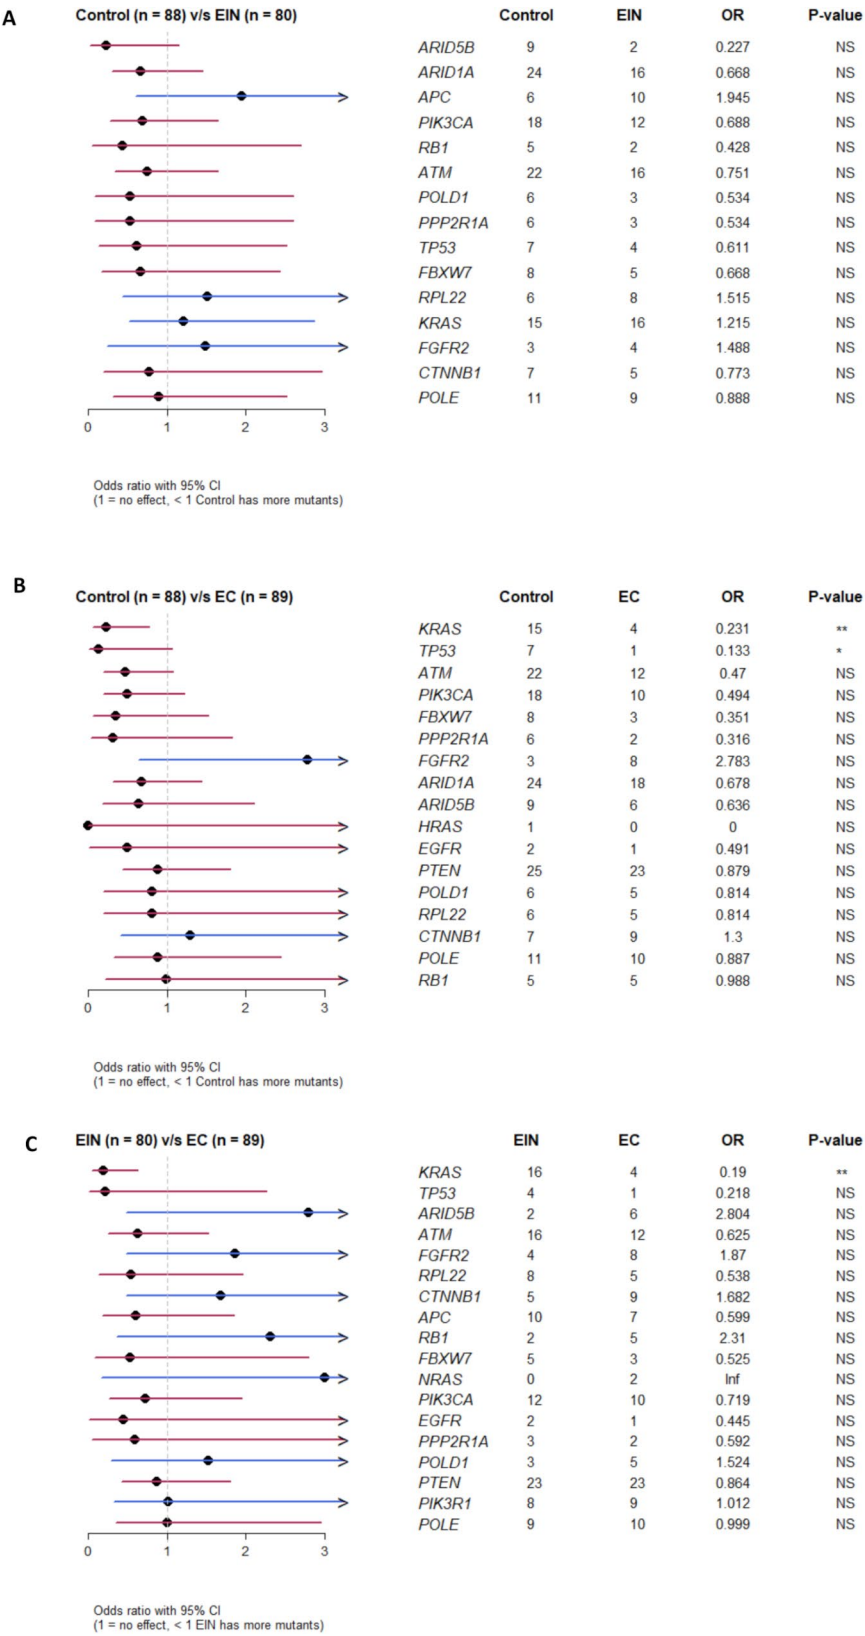 A
Control (n = 88) v/s EIN (n = 80) Control EIN OR P-value
ARID5B 9 2 0.227 NS
ARID1A 24 16 0.668 NS
APC 6 10 1.945 NS
PIK3CA 18 12 0.688 NS
RB1 5 2 0.428 NS
ATM 22 16 0.751 NS
POLD1 6 3 0.534 NS
PPP2R1A 6 3 0.534 NS
TP53 7 4 0.611 NS
FBXW7 8 5 0.668 NS
RPL22 6 8 1.515 NS
KRAS 15 16 1.215 NS
FGFR2 3 4 1.488 NS
CTNNB1 7 5 0.773 NS
POLE 11 9 0.888 NS
0 1 2 3
Odds ratio with 95% CI
(1 = no effect, < 1 Control has more mutants)
B
Control (n = 88) v/s EC (n = 89) Control EC OR P-value
KRAS 15 4 0.231 **
TP53 7 1 0.133 *
ATM 22 12 0.47 NS
PIK3CA 18 10 0.494 NS
FBXW7 8 3 0.351 NS
PPP2R1A 6 2 0.316 NS
FGFR2 3 8 2.783 NS
ARID1A 24 18 0.678 NS
ARID5B 9 6 0.636 NS
HRAS 1 0 0 NS
EGFR 2 1 0.491 NS
PTEN 25 23 0.879 NS
POLD1 6 5 0.814 NS
RPL22 6 5 0.814 NS
CTNNB1 7 9 1.3 NS
POLE 11 10 0.887 NS
RB1 5 5 0.988 NS
0 1 2 3
Odds ratio with 95% CI
(1 = no effect, < 1 Control has more mutants)
C
EIN (n = 80) v/s EC (n = 89) EIN EC OR P-value
KRAS 16 4 0.19 **
TP53 4 1 0.218 NS
ARID5B 2 6 2.804 NS
ATM 16 12 0.625 NS
FGFR2 4 8 1.87 NS
RPL22 8 5 0.538 NS
CTNNB1 5 9 1.682 NS
APC 10 7 0.599 NS
RB1 2 5 2.31 NS
FBXW7 5 3 0.525 NS
NRAS 0 2 Inf NS
PIK3CA 12 10 0.719 NS
EGFR 2 1 0.445 NS
PPP2R1A 3 2 0.592 NS
POLD1 3 5 1.524 NS
PTEN 23 23 0.864 NS
PIK3R1 8 9 1.012 NS
POLE 9 10 0.999 NS
0 1 2 3
Odds ratio with 95% CI
(1 = no effect, < 1 EIN has more mutants)